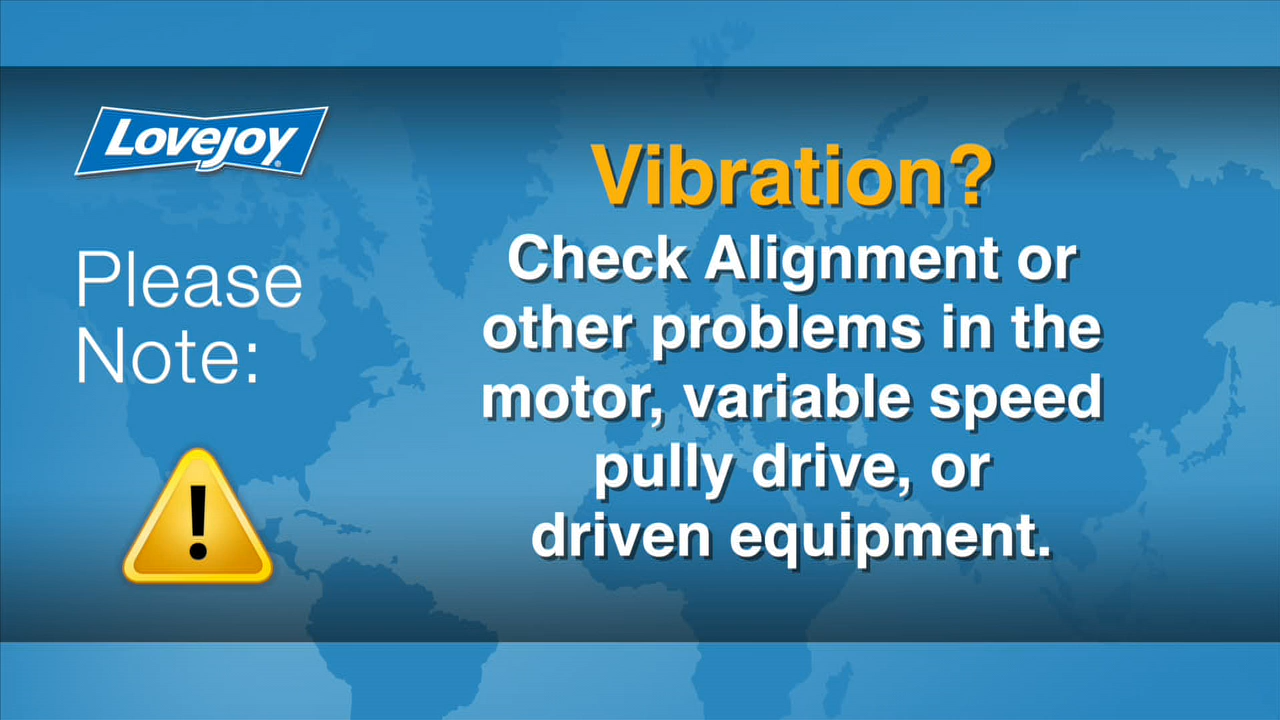 Lovejoy®
Please
Note:
!
Vibration?
Check Alignment or
other problems in the
motor, variable speed
pully drive, or
driven equipment.